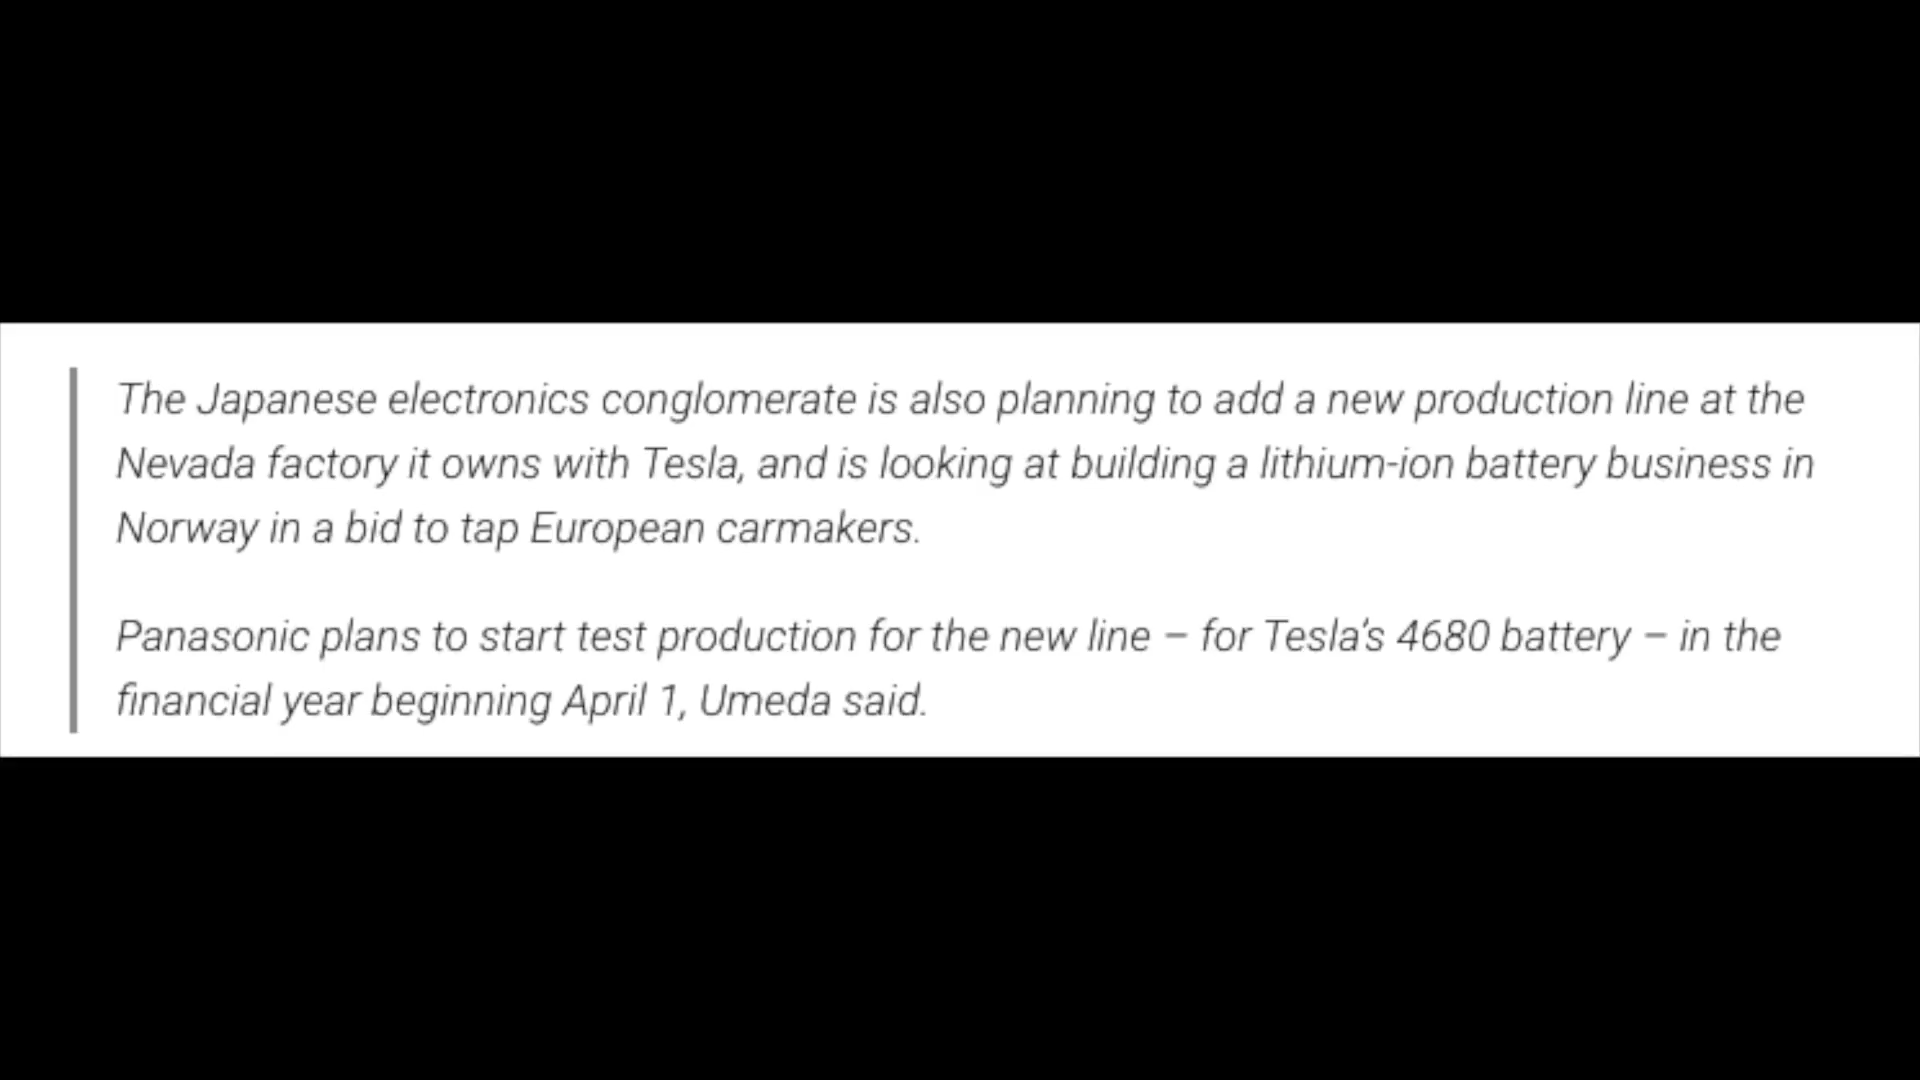 The Japanese electronics conglomerate is also planning to add a new production line at the
Nevada factory it owns with Tesla, and is looking at building a lithium-ion battery business in
Norway in a bid to tap European carmakers.
Panasonic plans to start test production for the new line – for Tesla’s 4680 battery – in the
financial year beginning April 1, Umeda said.